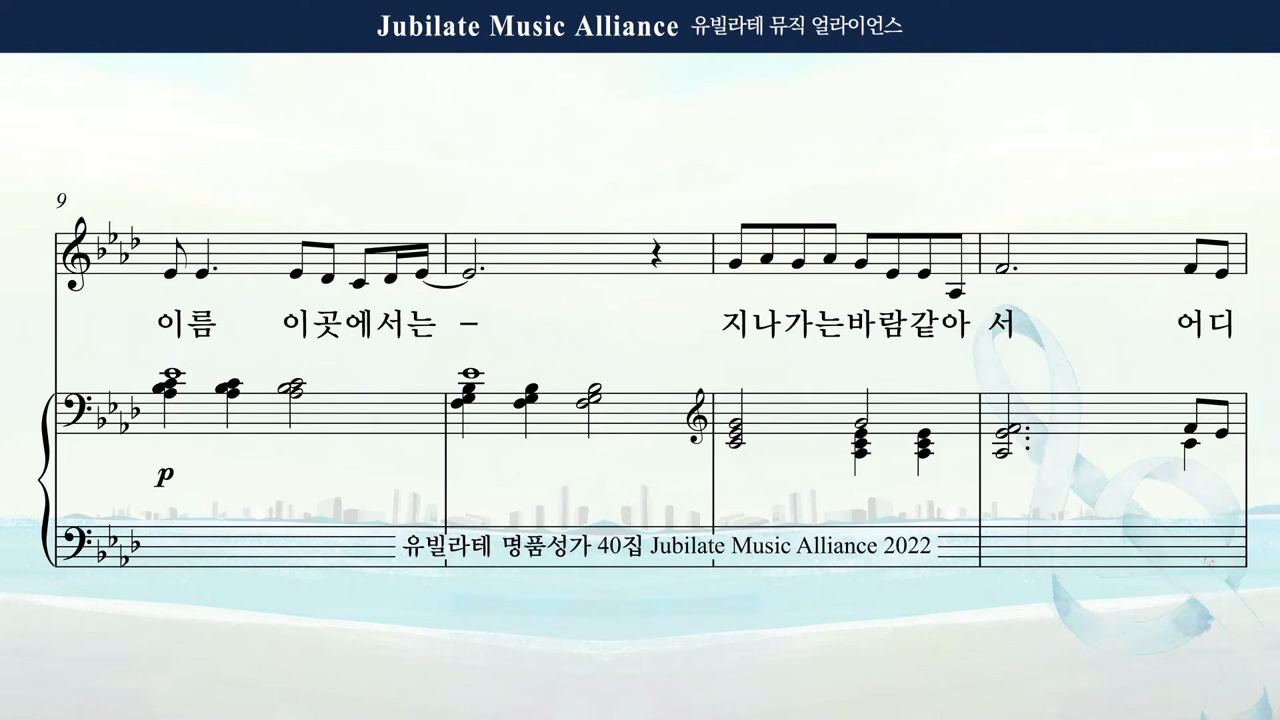 Jubilate Music Alliance 유빌라테 뮤직 얼라이언스
9
이름 이곳에서는 – 지나가는바람같아 서 어디
p
유빌라테 명품성가 40집 Jubilate Music Alliance 2022